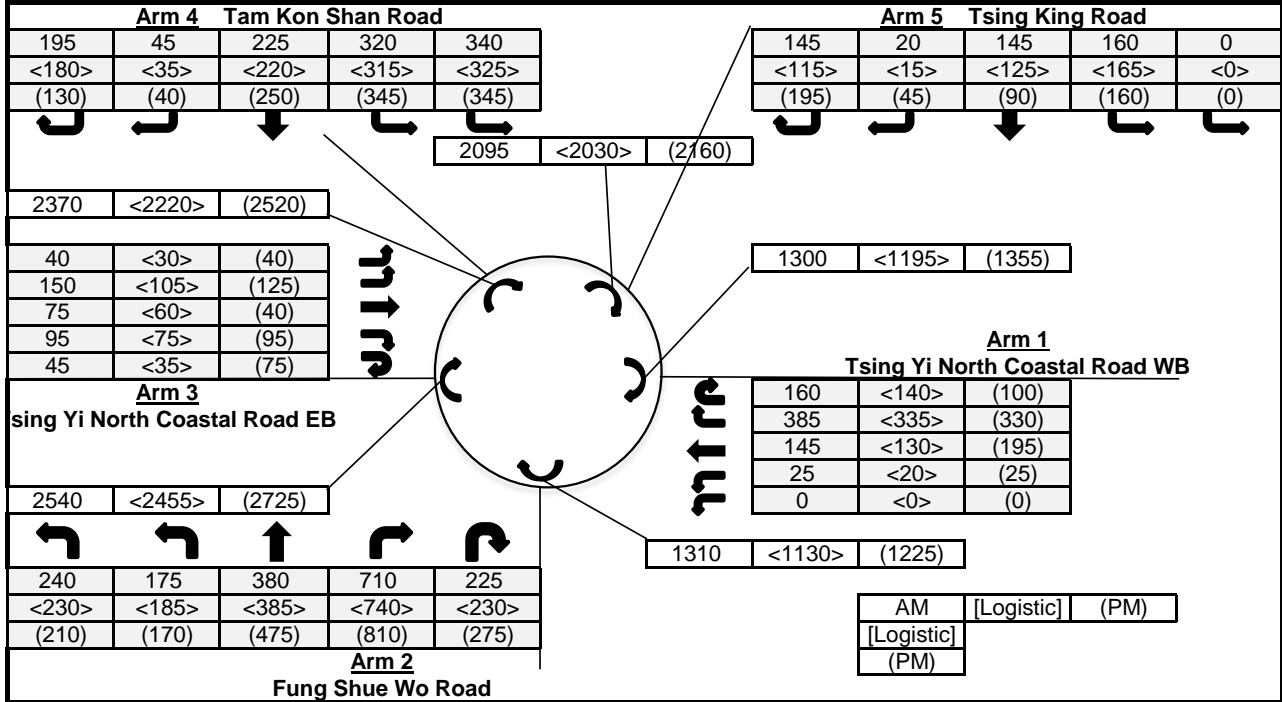 Arm 4 Tam Kon Shan Road
195 45 225 320 340
<180> <35> <220> <315> <325>
(130) (40) (250) (345) (345)
Arm 5 Tsing King Road
145 20 145 160 0
<115> <15> <125> <165> <0>
(195) (45) (90) (160) (0)
2095 <2030> (2160)
2370 <2220> (2520)
40 <30> (40)
150 <105> (125)
75 <60> (40)
95 <75> (95)
45 <35> (75)
Arm 3
sing Yi North Coastal Road EB
1300 <1195> (1355)
Arm 1
Tsing Yi North Coastal Road WB
160 <140> (100)
385 <335> (330)
145 <130> (195)
25 <20> (25)
0 <0> (0)
2540 <2455> (2725)
1310 <1130> (1225)
240 175 380 710 225
<230> <185> <385> <740> <230>
(210) (170) (475) (810) (275)
Arm 2
Fung Shue Wo Road
AM [Logistic] (PM)
[Logistic]
(PM)